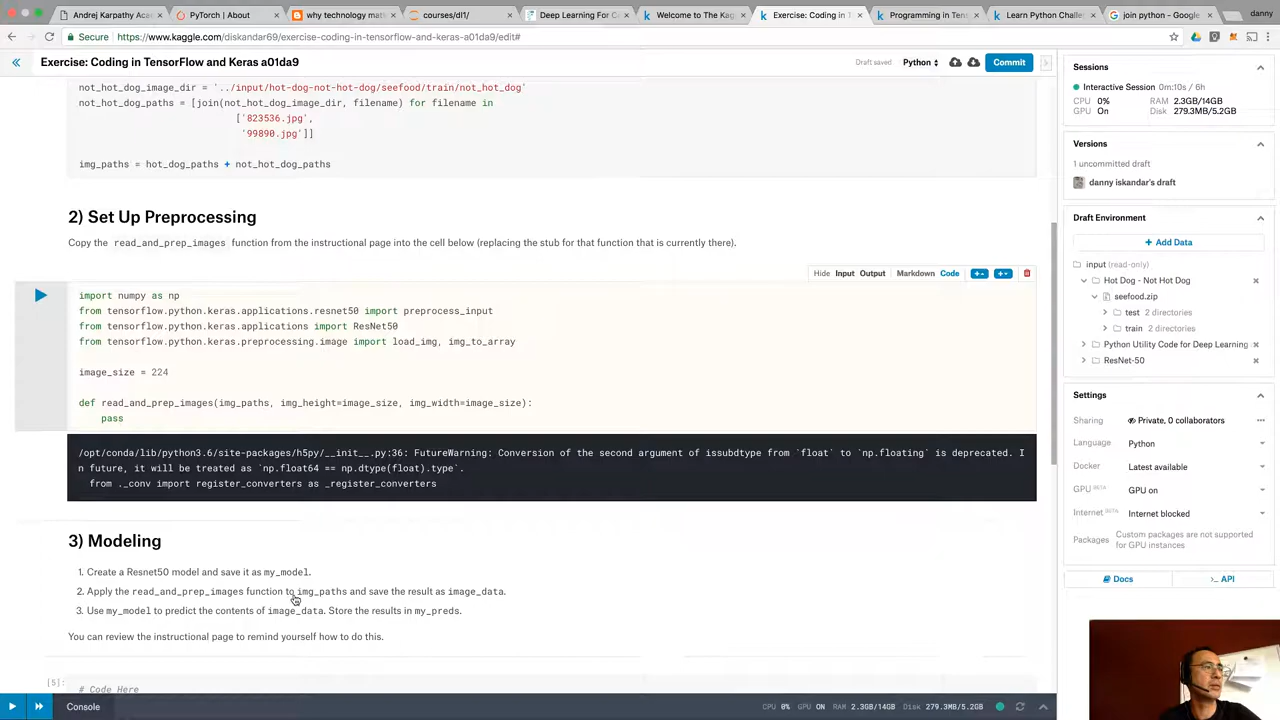 Andrej Karpathy Acade
PyTorch | About
why technology mat
courses/dl1/
Deep Learning For C
Welcome to The Kag
Exercise: Coding in T
Programming in Tens
Learn Python Challe
join python - Google
danny
Secure
https://www.kaggle.com/diskandar69/exercise-coding-in-tensorflow-and-keras-a01da9/edit#
Exercise: Coding in TensorFlow and Keras a01da9
Draft saved
Python
Commit
not_hot_dog_image_dir = '../input/hot-dog-not-hot-dog/seefood/train/not_hot_dog'
not_hot_dog_paths = [join(not_hot_dog_image_dir, filename) for filename in
['823536.jpg',
'99890.jpg']]
img_paths = hot_dog_paths + not_hot_dog_paths
2) Set Up Preprocessing
Copy the read_and_prep_images function from the instructional page into the cell below (replacing the stub for that function that is currently there).
Hide Input Output Markdown Code
import numpy as np
from tensorflow.python.keras.applications.resnet50 import preprocess_input
from tensorflow.python.keras.applications import ResNet50
from tensorflow.python.keras.preprocessing.image import load_img, img_to_array
image_size = 224
def read_and_prep_images(img_paths, img_height=image_size, img_width=image_size):
pass
/opt/conda/lib/python3.6/site-packages/h5py/__init__.py:36: FutureWarning: Conversion of the second argument of issubdtype from `float` to `np.floating` is deprecated. I
n future, it will be treated as `np.float64 == np.dtype(float).type`.
from ._conv import register_converters as _register_converters
3) Modeling
1. Create a Resnet50 model and save it as my_model.
2. Apply the read_and_prep_images function to img_paths and save the result as image_data.
3. Use my_model to predict the contents of image_data. Store the results in my_preds.
You can review the instructional page to remind yourself how to do this.
[5]:
# Code Here
Console
CPU 0% GPU ON RAM 2.3GB/14GB Disk 279.3MB/5.2GB
Sessions
Interactive Session 0m:10s / 6h
CPU 0% RAM 2.3GB/14GB
GPU On Disk 279.3MB/5.2GB
Versions
1 uncommitted draft
danny iskandar's draft
Draft Environment
+ Add Data
input (read-only)
Hot Dog - Not Hot Dog
seefood.zip
test 2 directories
train 2 directories
Python Utility Code for Deep Learning
ResNet-50
Settings
Sharing Private, 0 collaborators
Language Python
Docker Latest available
GPU BETA GPU on
Internet BETA Internet blocked
Packages Custom packages are not supported
for GPU instances
Docs
>_ API